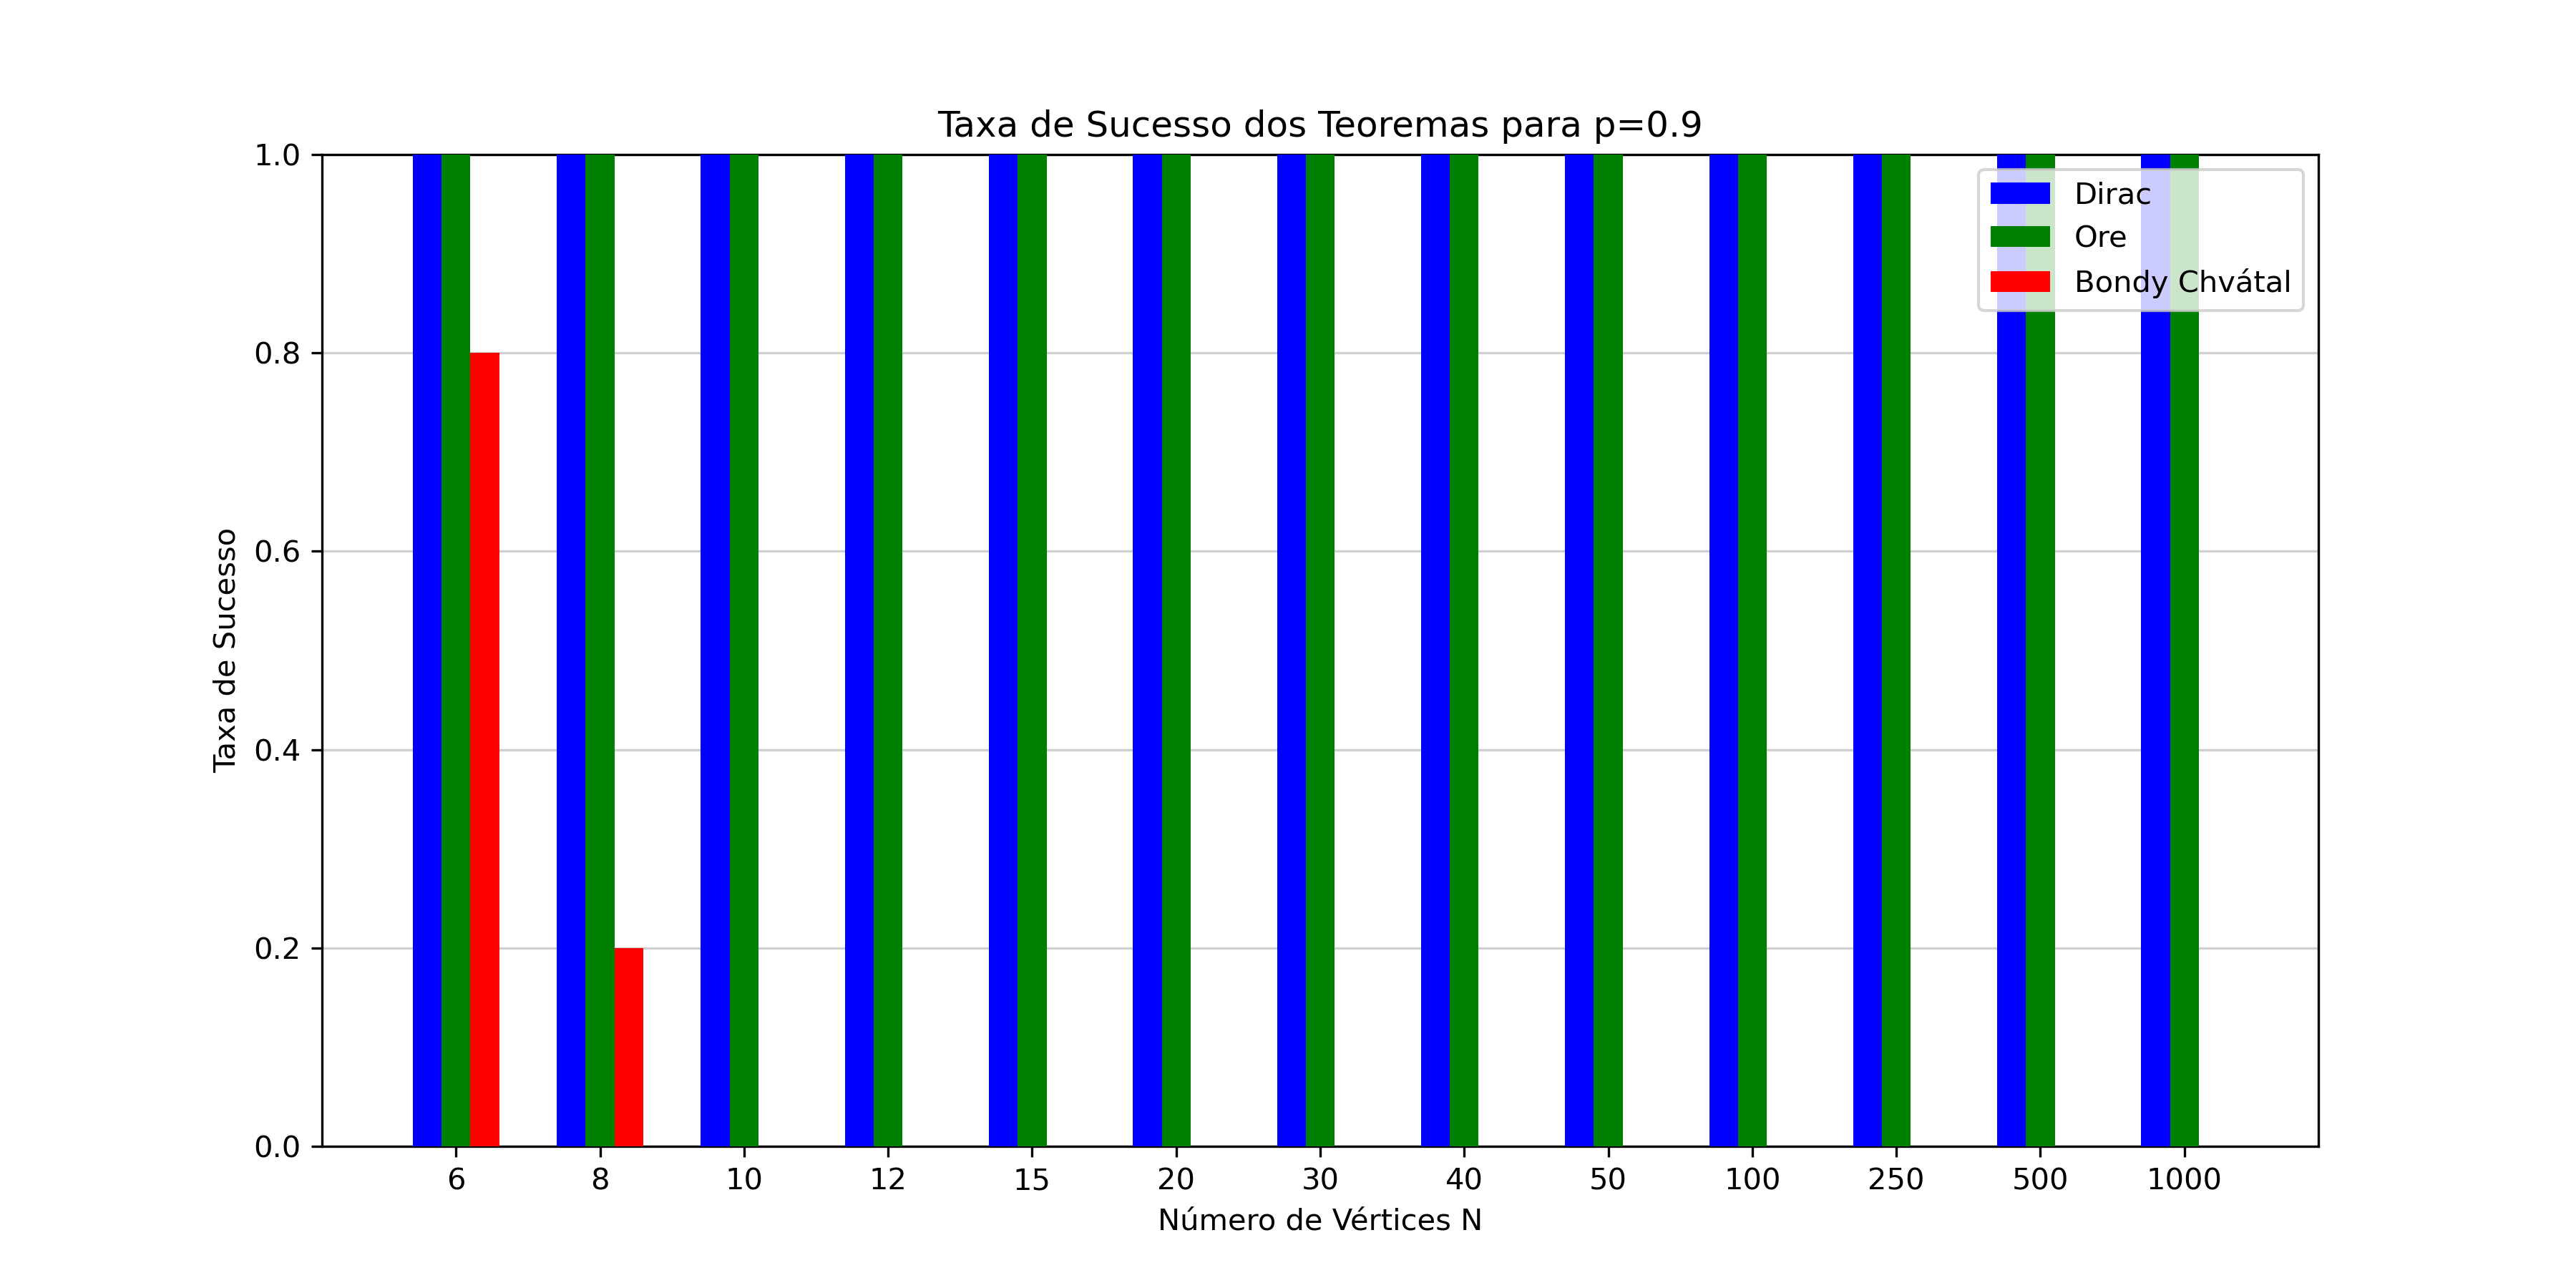 Taxa de Sucesso dos Teoremas para p=0.9
Taxa de Sucesso
1.0
0.8
0.6
0.4
0.2
0.0
Dirac
Ore
Bondy Chvátal
6 8 10 12 15 20 30 40 50 100 250 500 1000
Número de Vértices N